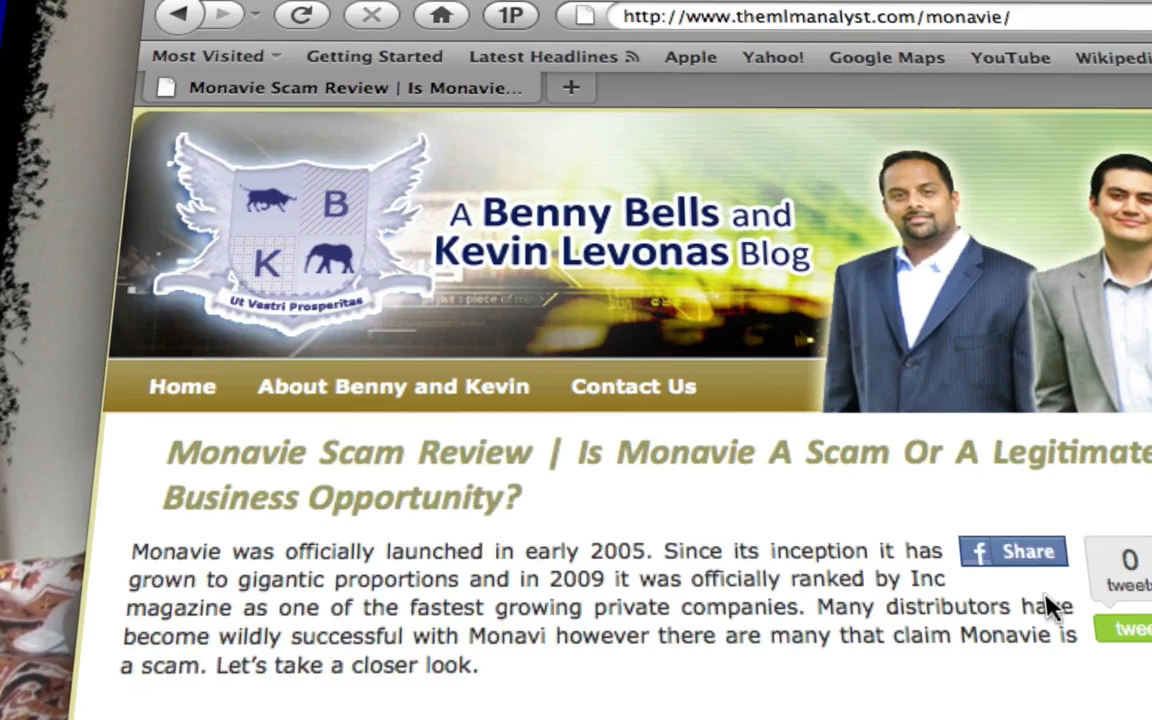 1P
http://www.themlmanalyst.com/monavie/
Most Visited Getting Started Latest Headlines Apple Yahoo! Google Maps YouTube
Monavie Scam Review | Is Monavie...
B
K
Ut Vestri Prosperitas
A Benny Bells and
Kevin Levonas Blog
Home About Benny and Kevin Contact Us
Monavie Scam Review | Is Monavie A Scam Or A Legitimate
Business Opportunity?
Monavie was officially launched in early 2005. Since its inception it has
grown to gigantic proportions and in 2009 it was officially ranked by Inc
magazine as one of the fastest growing private companies. Many distributors have
become wildly successful with Monavi however there are many that claim Monavie is
a scam. Let's take a closer look.
f Share
0
tweets